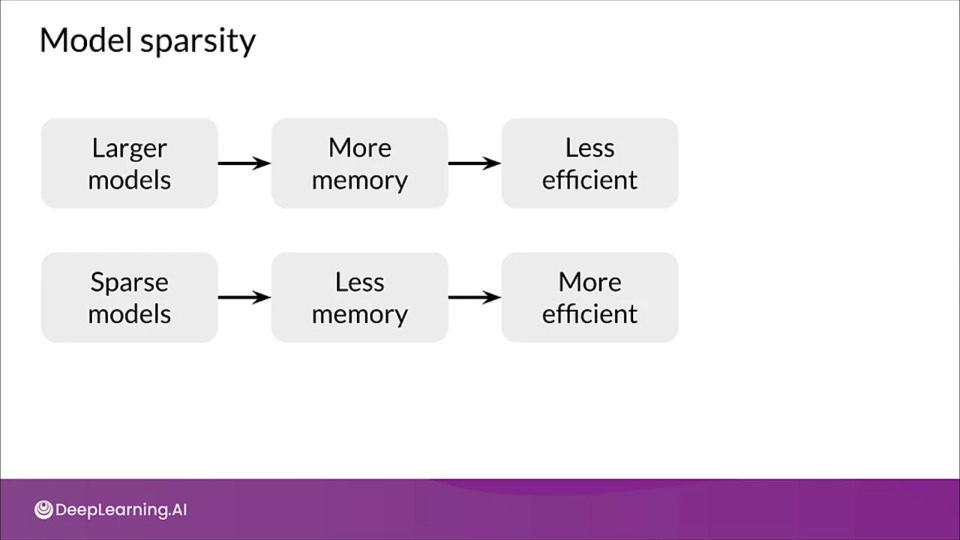 Model sparsity
Larger
models
More
memory
Less
efficient
Sparse
models
Less
memory
More
efficient
DeepLearning.AI